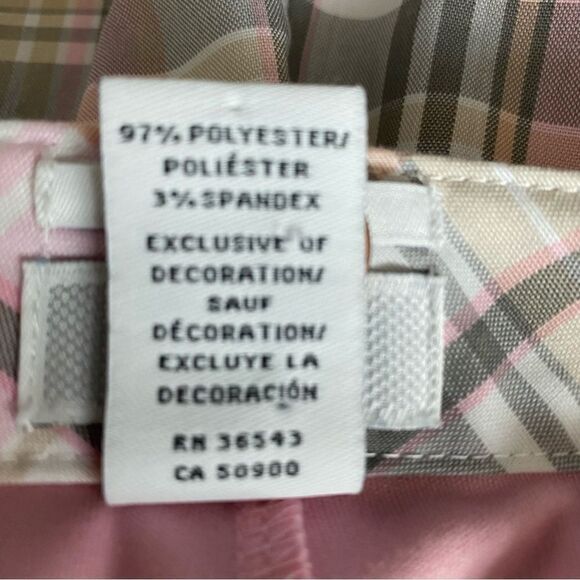 97% POLYESTER/
POLIÉSTER
3% SPANDEX
EXCLUSIVE OF
DECORATION/
SAUF
DÉCORATION/
EXCLUYE LA
DECORACIÓN
RN 36543
CA 50900